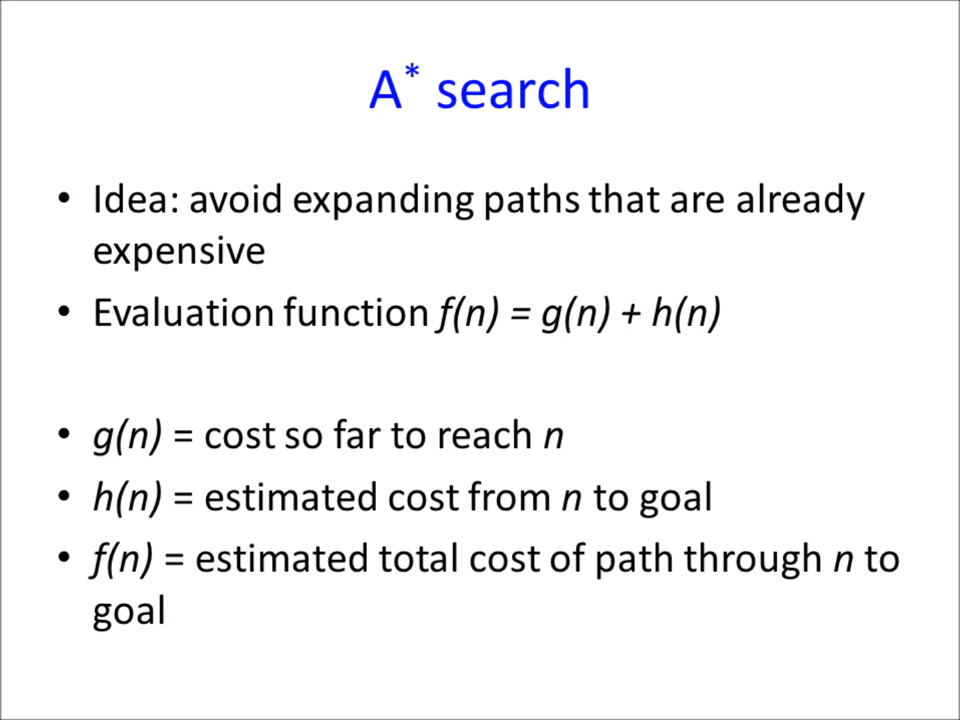 A* search
• Idea: avoid expanding paths that are already
expensive
• Evaluation function f(n) = g(n) + h(n)
• g(n) = cost so far to reach n
• h(n) = estimated cost from n to goal
• f(n) = estimated total cost of path through n to
goal